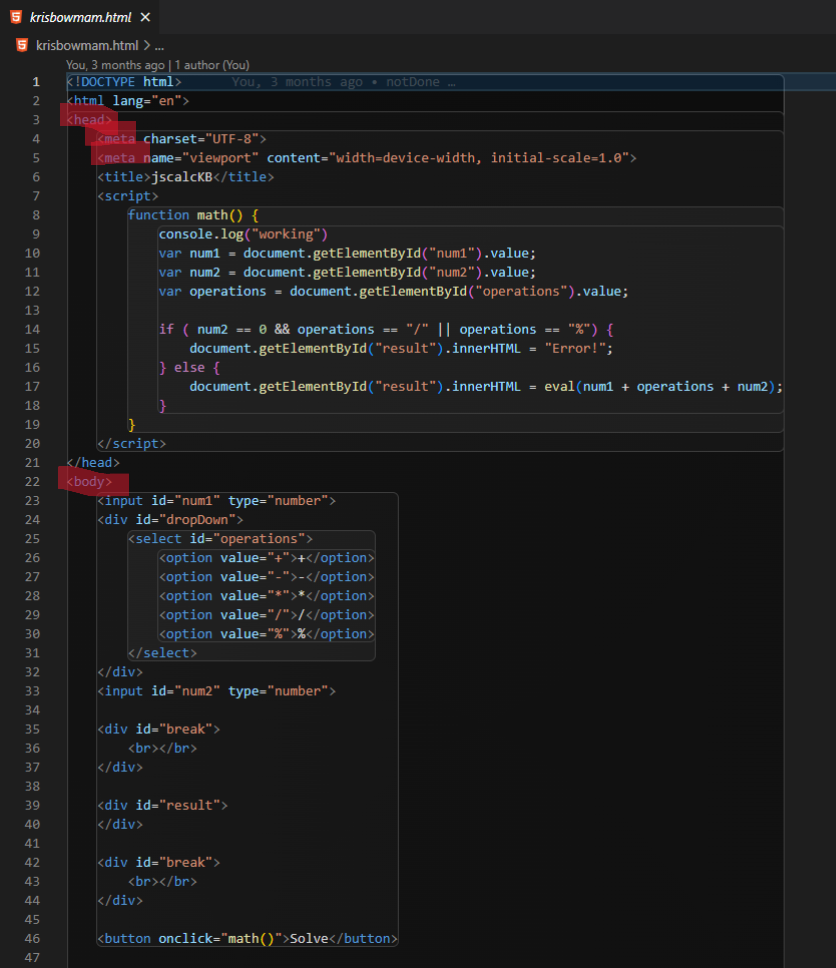 krisbowmam.html ×
krisbowmam.html > ...
You, 3 months ago | 1 author (You)
1 <!DOCTYPE html> You, 3 months ago • notDone …
2 <html lang="en">
3 <head>
4 <meta charset="UTF-8">
5 <meta name="viewport" content="width=device-width, initial-scale=1.0">
6 <title>jscalcKB</title>
7 <script>
8 function math() {
9 console.log("working")
10 var num1 = document.getElementById("num1").value;
11 var num2 = document.getElementById("num2").value;
12 var operations = document.getElementById("operations").value;
13
14 if ( num2 == 0 && operations == "/" || operations == "%") {
15 document.getElementById("result").innerHTML = "Error!";
16 } else {
17 document.getElementById("result").innerHTML = eval(num1 + operations + num2);
18 }
19 }
20 </script>
21 </head>
22 <body>
23 <input id="num1" type="number">
24 <div id="dropDown">
25 <select id="operations">
26 <option value="+">+</option>
27 <option value="-">-</option>
28 <option value="*">*</option>
29 <option value="/">/</option>
30 <option value="%">%</option>
31 </select>
32 </div>
33 <input id="num2" type="number">
34
35 <div id="break">
36 <br></br>
37 </div>
38
39 <div id="result">
40 </div>
41
42 <div id="break">
43 <br></br>
44 </div>
45
46 <button onclick="math()">Solve</button>
47